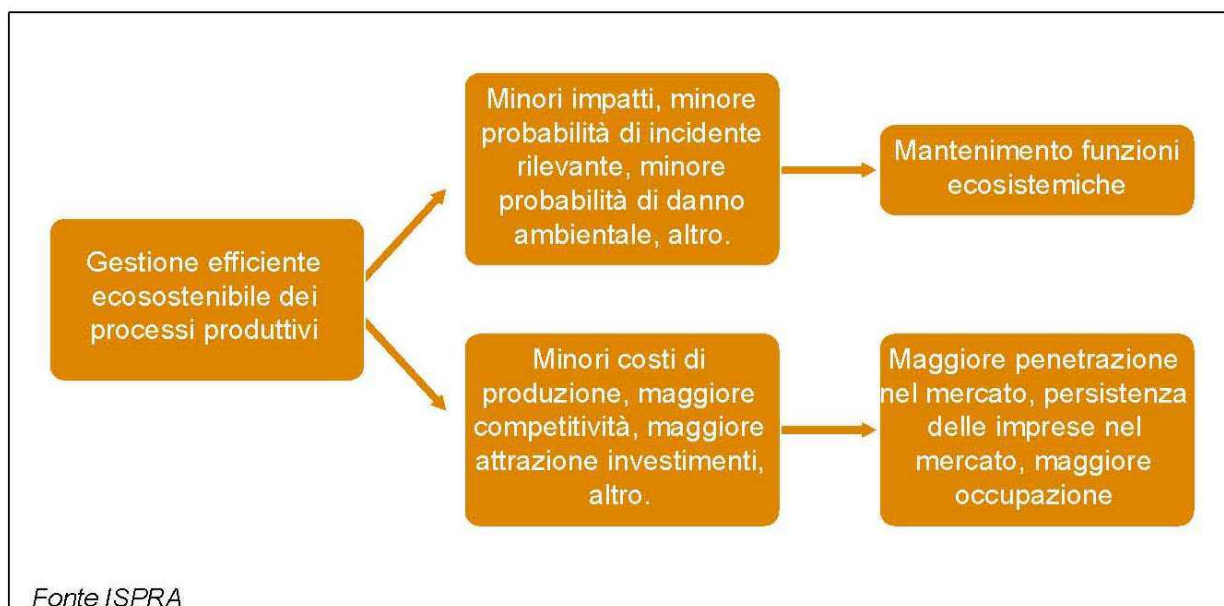 Gestione efficiente
ecosostenibile dei
processi produttivi
Minori impatti, minore
probabilità di incidente
rilevante, minore
probabilità di danno
ambientale, altro.
Mantenimento funzioni
ecosistemiche
Minori costi di
produzione, maggiore
competitività, maggiore
attrazione investimenti,
altro.
Maggiore penetrazione
nel mercato, persistenza
delle imprese nel
mercato, maggiore
occupazione
Fonte ISPRA